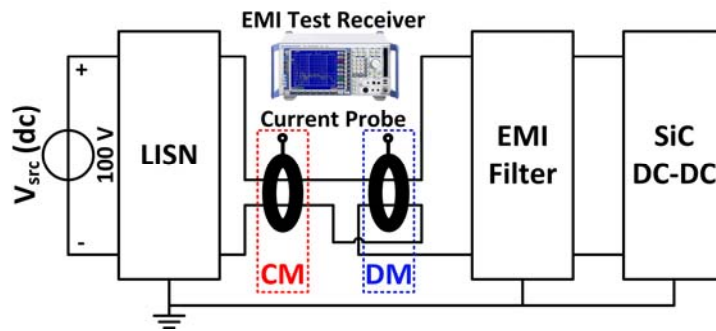 EMI Test Receiver
Current Probe
+
-
Vsrc (dc)
100 V
LISN
CM
DM
EMI
Filter
SiC
DC-DC